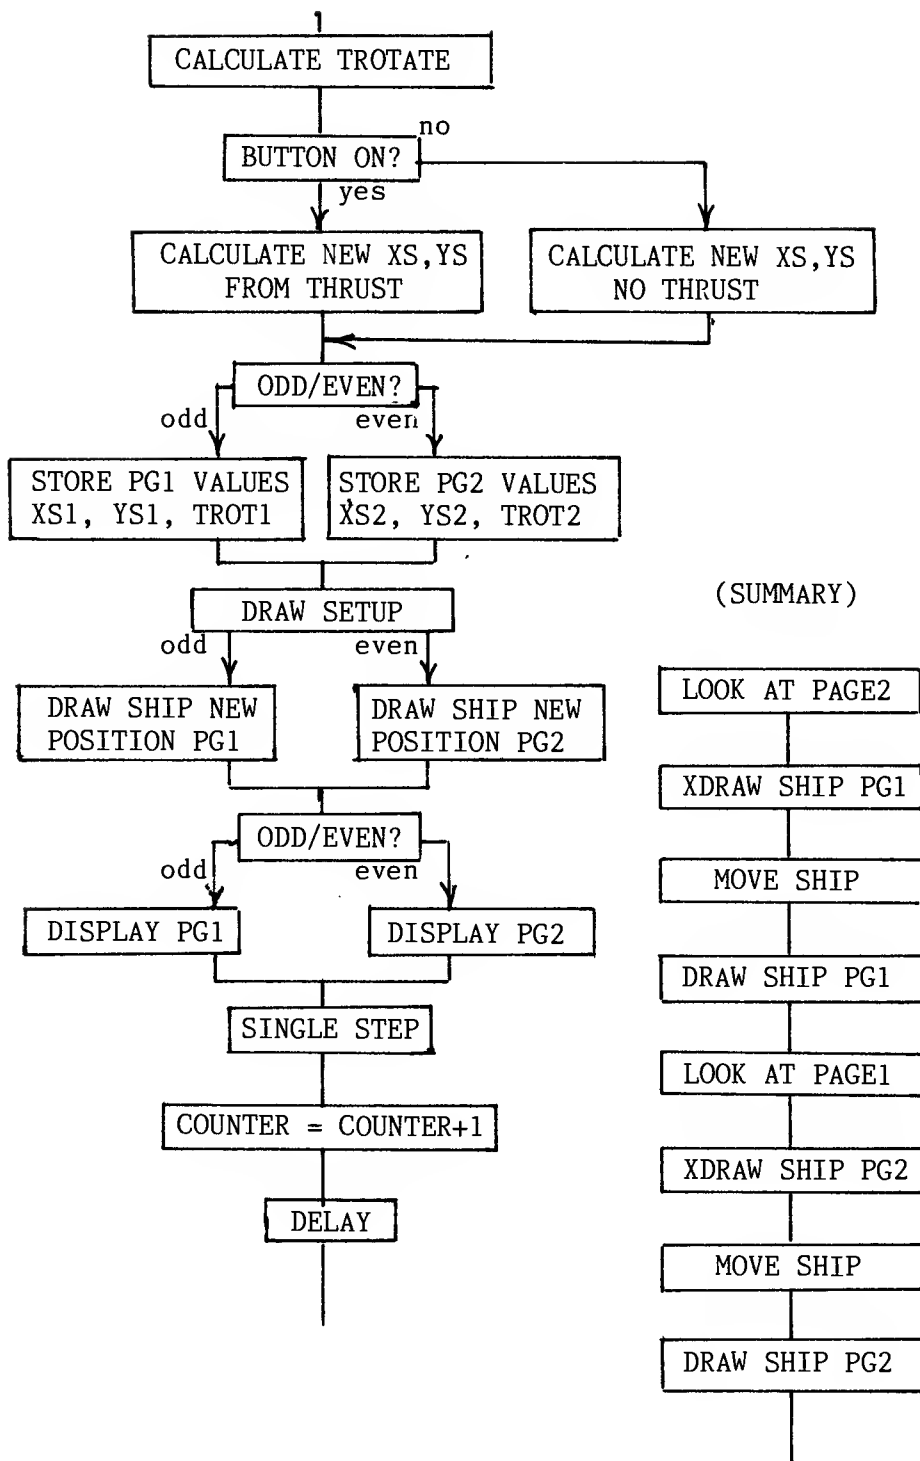 CALCULATE TROTATE
no
BUTTON ON?
yes
CALCULATE NEW XS,YS
FROM THRUST
CALCULATE NEW XS,YS
NO THRUST
ODD/EVEN?
odd
even
STORE PG1 VALUES
XS1, YS1, TROT1
STORE PG2 VALUES
XS2, YS2, TROT2
DRAW SETUP
odd
even
DRAW SHIP NEW
POSITION PG1
DRAW SHIP NEW
POSITION PG2
ODD/EVEN?
odd
even
DISPLAY PG1
DISPLAY PG2
SINGLE STEP
COUNTER = COUNTER+1
DELAY
(SUMMARY)
LOOK AT PAGE2
XDRAW SHIP PG1
MOVE SHIP
DRAW SHIP PG1
LOOK AT PAGE1
XDRAW SHIP PG2
MOVE SHIP
DRAW SHIP PG2